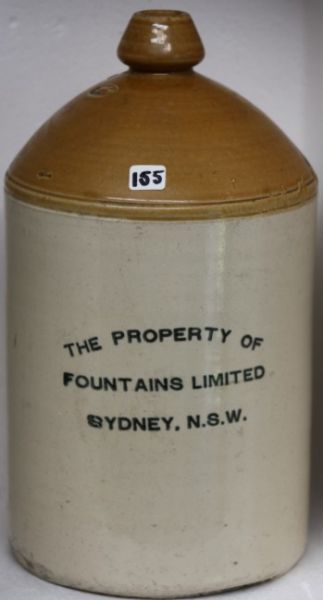 155
THE PROPERTY OF
FOUNTAINS LIMITED
SYDNEY, N.S.W.